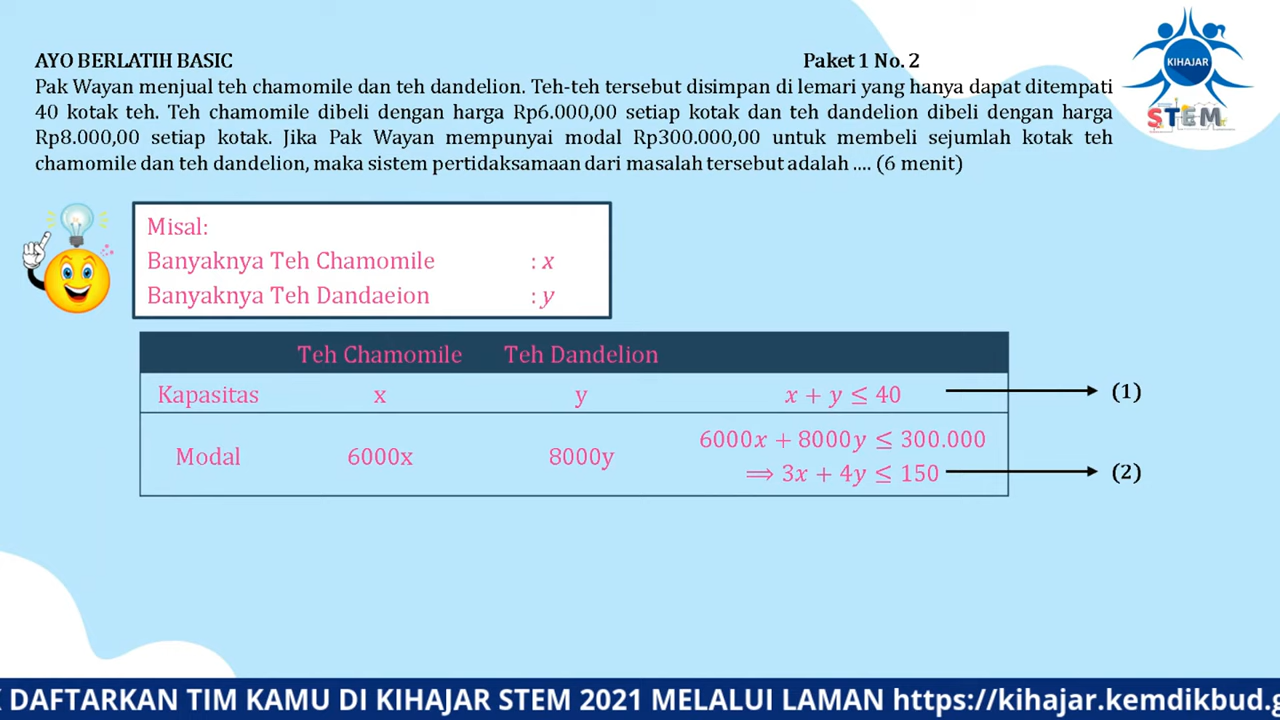 AYO BERLATIH BASIC Paket 1 No. 2
Pak Wayan menjual teh chamomile dan teh dandelion. Teh-teh tersebut disimpan di lemari yang hanya dapat ditempati
40 kotak teh. Teh chamomile dibeli dengan harga Rp6.000,00 setiap kotak dan teh dandelion dibeli dengan harga
Rp8.000,00 setiap kotak. Jika Pak Wayan mempunyai modal Rp300.000,00 untuk membeli sejumlah kotak teh
chamomile dan teh dandelion, maka sistem pertidaksamaan dari masalah tersebut adalah .... (6 menit)
KIHAJAR
STEM
Misal:
Banyaknya Teh Chamomile : x
Banyaknya Teh Dandaeion : y
Teh Chamomile Teh Dandelion
Kapasitas x y x + y ≤ 40 (1)
Modal 6000x 8000y 6000x + 8000y ≤ 300.000
⟹ 3x + 4y ≤ 150 (2)
DAFTARKAN TIM KAMU DI KIHAJAR STEM 2021 MELALUI LAMAN https://kihajar.kemdikbud.g